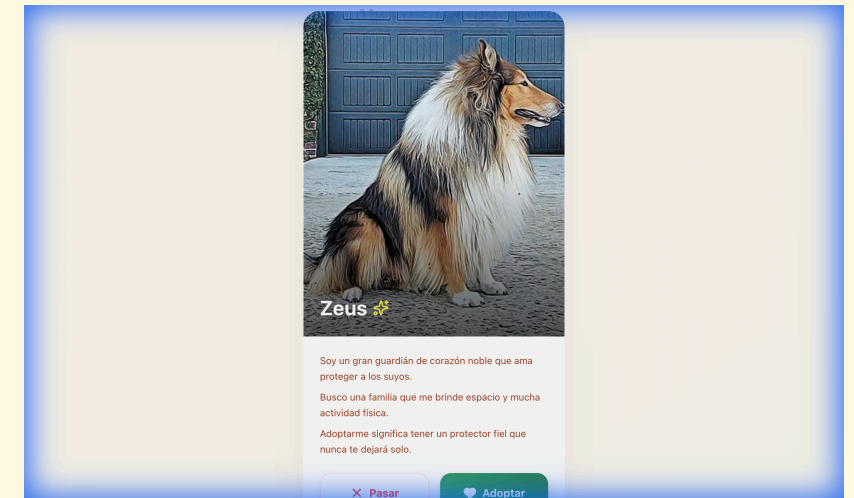 Zeus
Soy un gran guardián de corazón noble que ama
proteger a los suyos.
Busco una familia que me brinde espacio y mucha
actividad física.
Adoptarme significa tener un protector fiel que
nunca te dejará solo.
Pasar
Adoptar